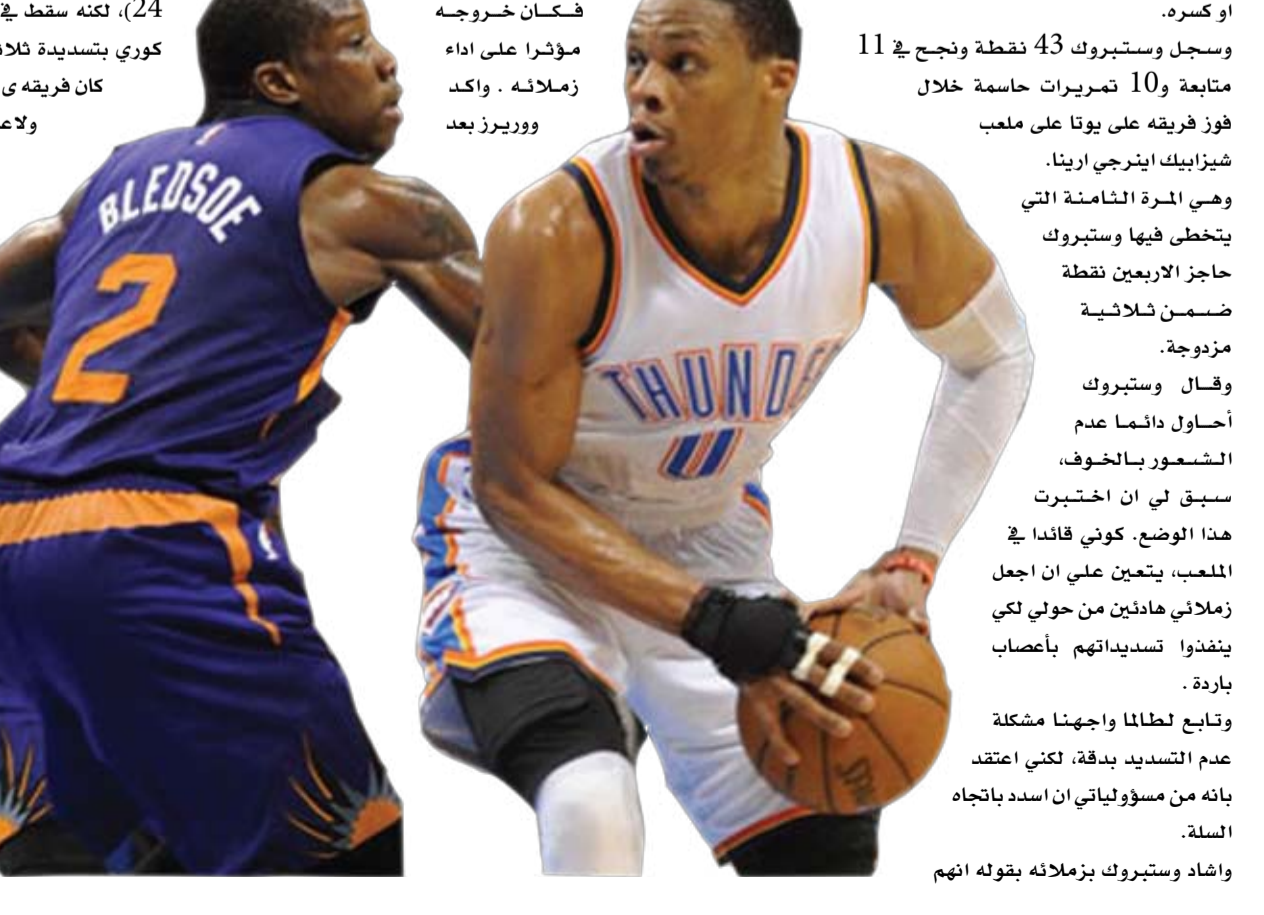 او كسره.
وسجل وستبروك 43 نقطة ونجح في 11
متابعة و10 تمريرات حاسمة خلال
فوز فريقه على يوتا على ملعب
شيزابيك اينرجي ارينا.
وهي المرة الثامنة التي
يتخطى فيها وستبروك
حاجز الاربعين نقطة
ضمن ثلاثية
مزدوجة.
وقال وستبروك
أحاول دائما عدم
الشعور بالخوف،
سبق لي ان اختبرت
هذا الوضع. كوني قائدا في
الملعب، يتعين علي ان اجعل
زملائي هادئين من حولي لكي
ينفذوا تسديداتهم بأعصاب
باردة .
وتابع لطالما واجهنا مشكلة
عدم التسديد بدقة، لكني اعتقد
بانه من مسؤولياتي ان اسدد باتجاه
السلة.
واشاد وستبروك بزملائه بقوله انهم
فكان خروجه
مؤثرا على اداء
زملائه . واكد
ووريرز بعد
24)، لكنه سقط في
كوري بتسديدة
كان فريقه
BLEDSOE
2
THUNDE